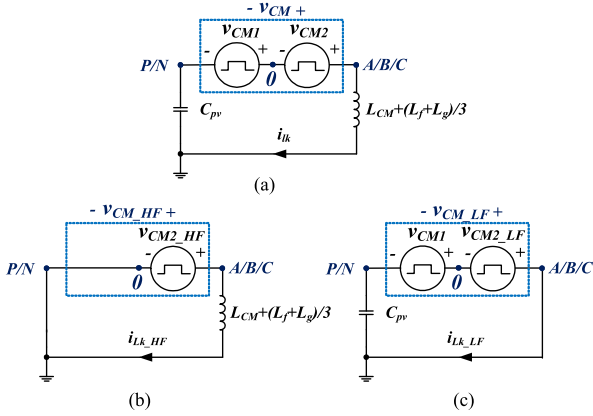 - vCM +
vCM1 vCM2
- + - +
P/N 0 A/B/C
Cpv LCM+(Lf+Lg)/3
ilk
(a)
- vCM_HF + - vCM_LF +
vCM2_HF vCM1 vCM2_LF
- + - + - +
P/N 0 A/B/C P/N 0 A/B/C
LCM+(Lf+Lg)/3 Cpv
iLk_HF iLk_LF
(b) (c)